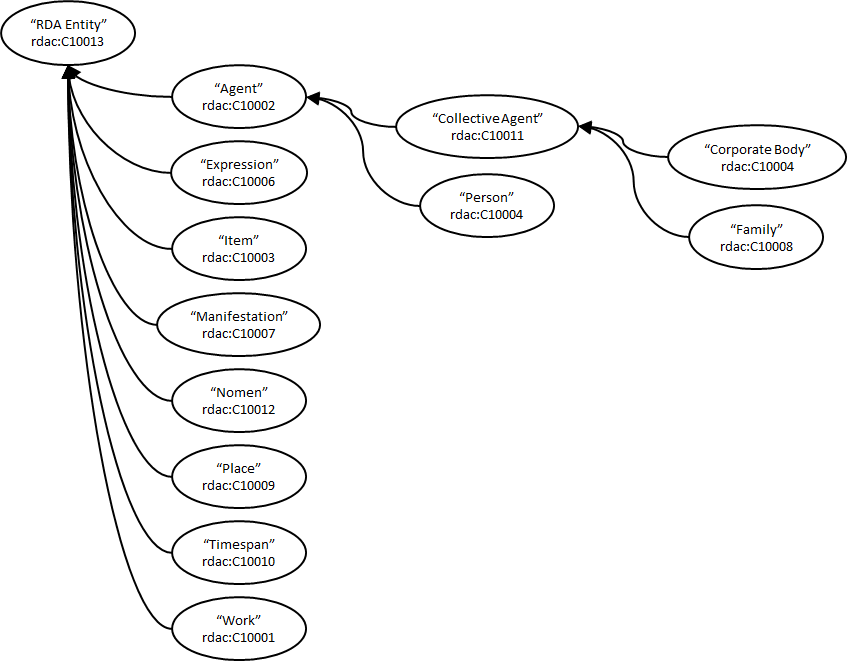 “RDA Entity”
rdac:C10013
“Agent”
rdac:C10002
“Collective Agent”
rdac:C10011
“Corporate Body”
rdac:C10004
“Expression”
rdac:C10006
“Person”
rdac:C10004
“Family”
rdac:C10008
“Item”
rdac:C10003
“Manifestation”
rdac:C10007
“Nomen”
rdac:C10012
“Place”
rdac:C10009
“Timespan”
rdac:C10010
“Work”
rdac:C10001